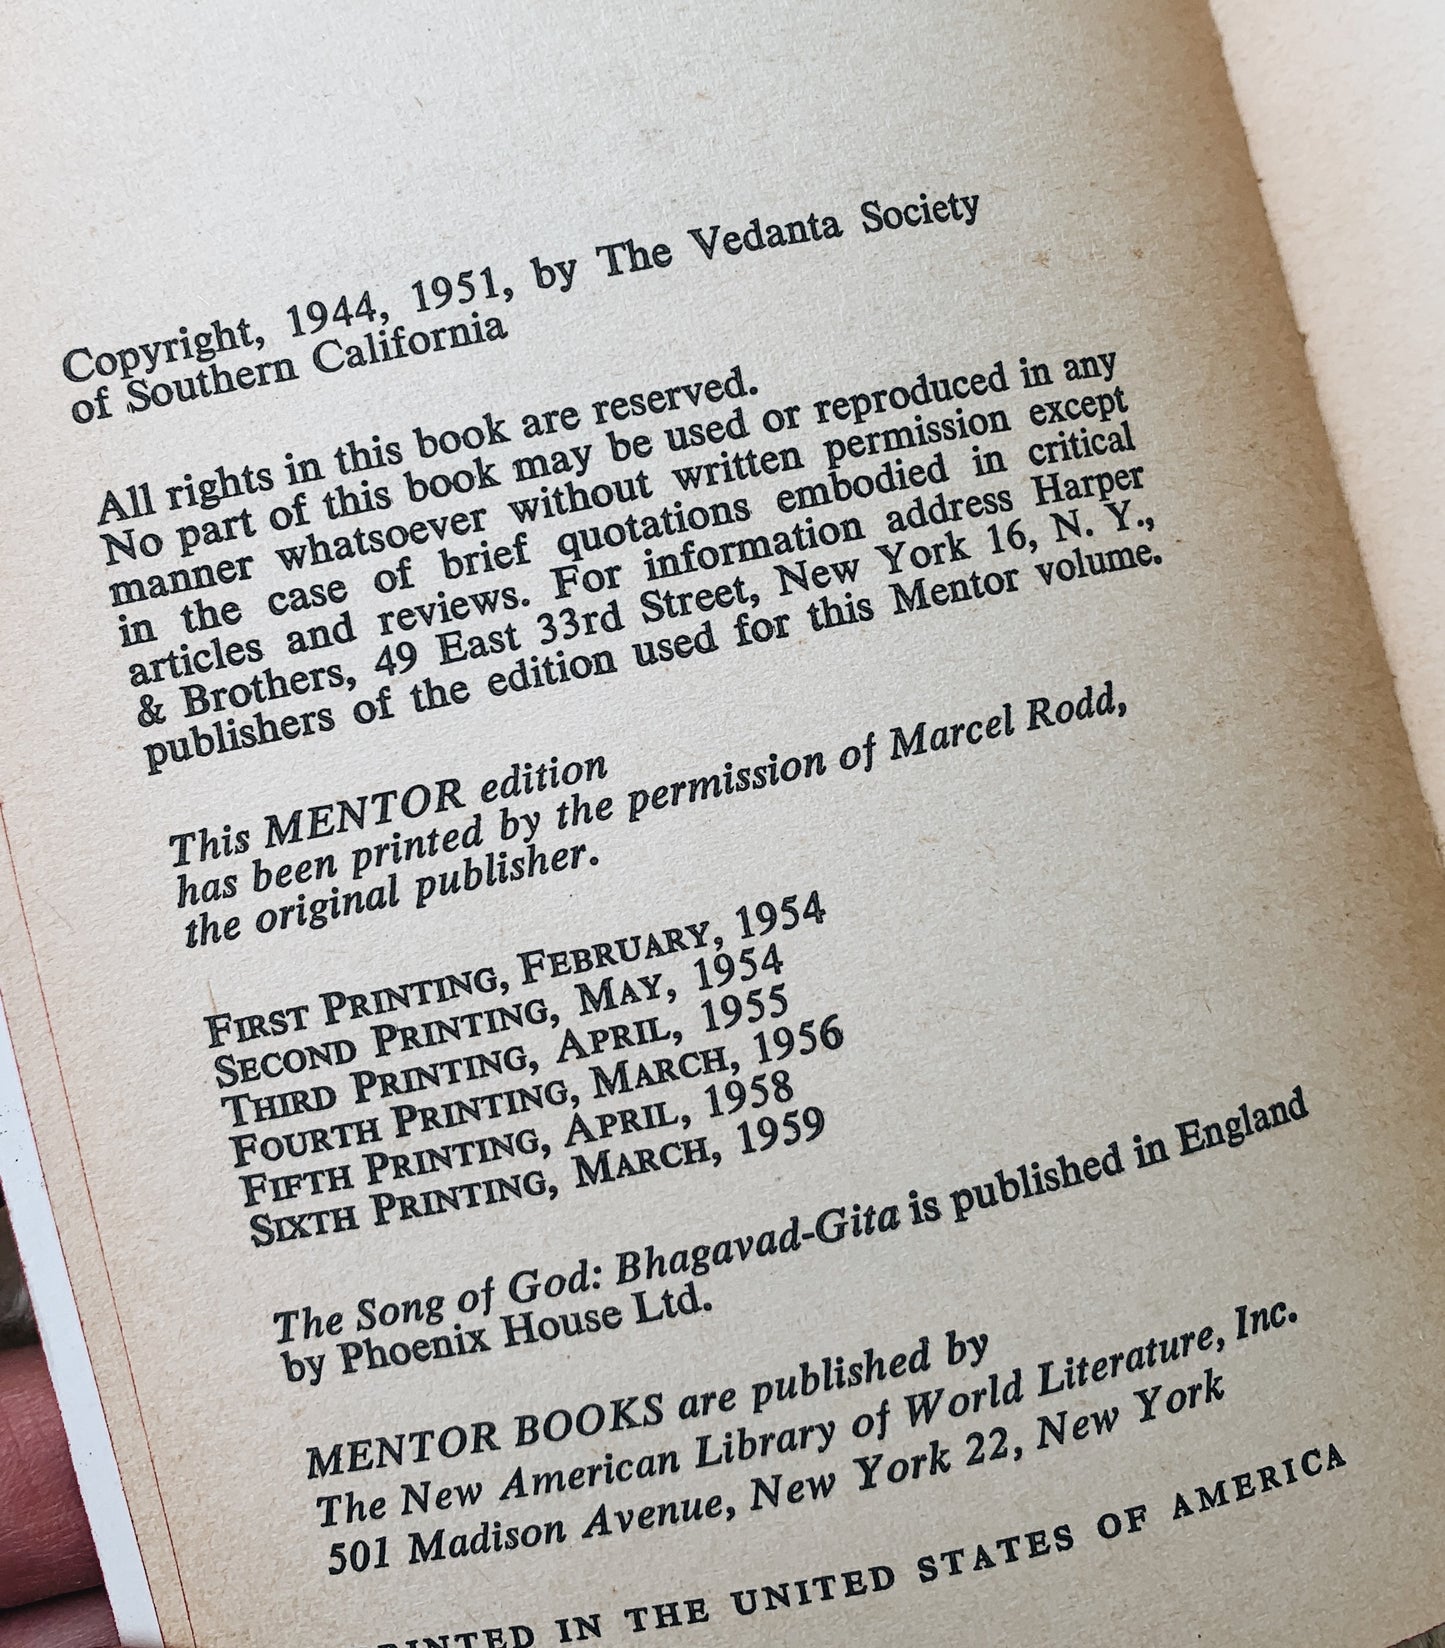 Copyright, 1944, 1951, by The Vedanta Society
of Southern California
All rights in this book are reserved.
No part of this book may be used or reproduced in any
manner whatsoever without written permission except
in the case of brief quotations embodied in critical
articles and reviews. For information address Harper
& Brothers, 49 East 33rd Street, New York 16, N. Y.,
publishers of the edition used for this Mentor volume.
This MENTOR edition
has been printed by the permission of Marcel Rodd,
the original publisher.
FIRST PRINTING, FEBRUARY, 1954
SECOND PRINTING, MAY, 1954
THIRD PRINTING, APRIL, 1955
FOURTH PRINTING, MARCH, 1956
FIFTH PRINTING, APRIL, 1958
SIXTH PRINTING, MARCH, 1959
The Song of God: Bhagavad-Gita is published in England
by Phoenix House Ltd.
MENTOR BOOKS are published by
The New American Library of World Literature, Inc.
501 Madison Avenue, New York 22, New York
IN THE UNITED STATES OF AMERICA